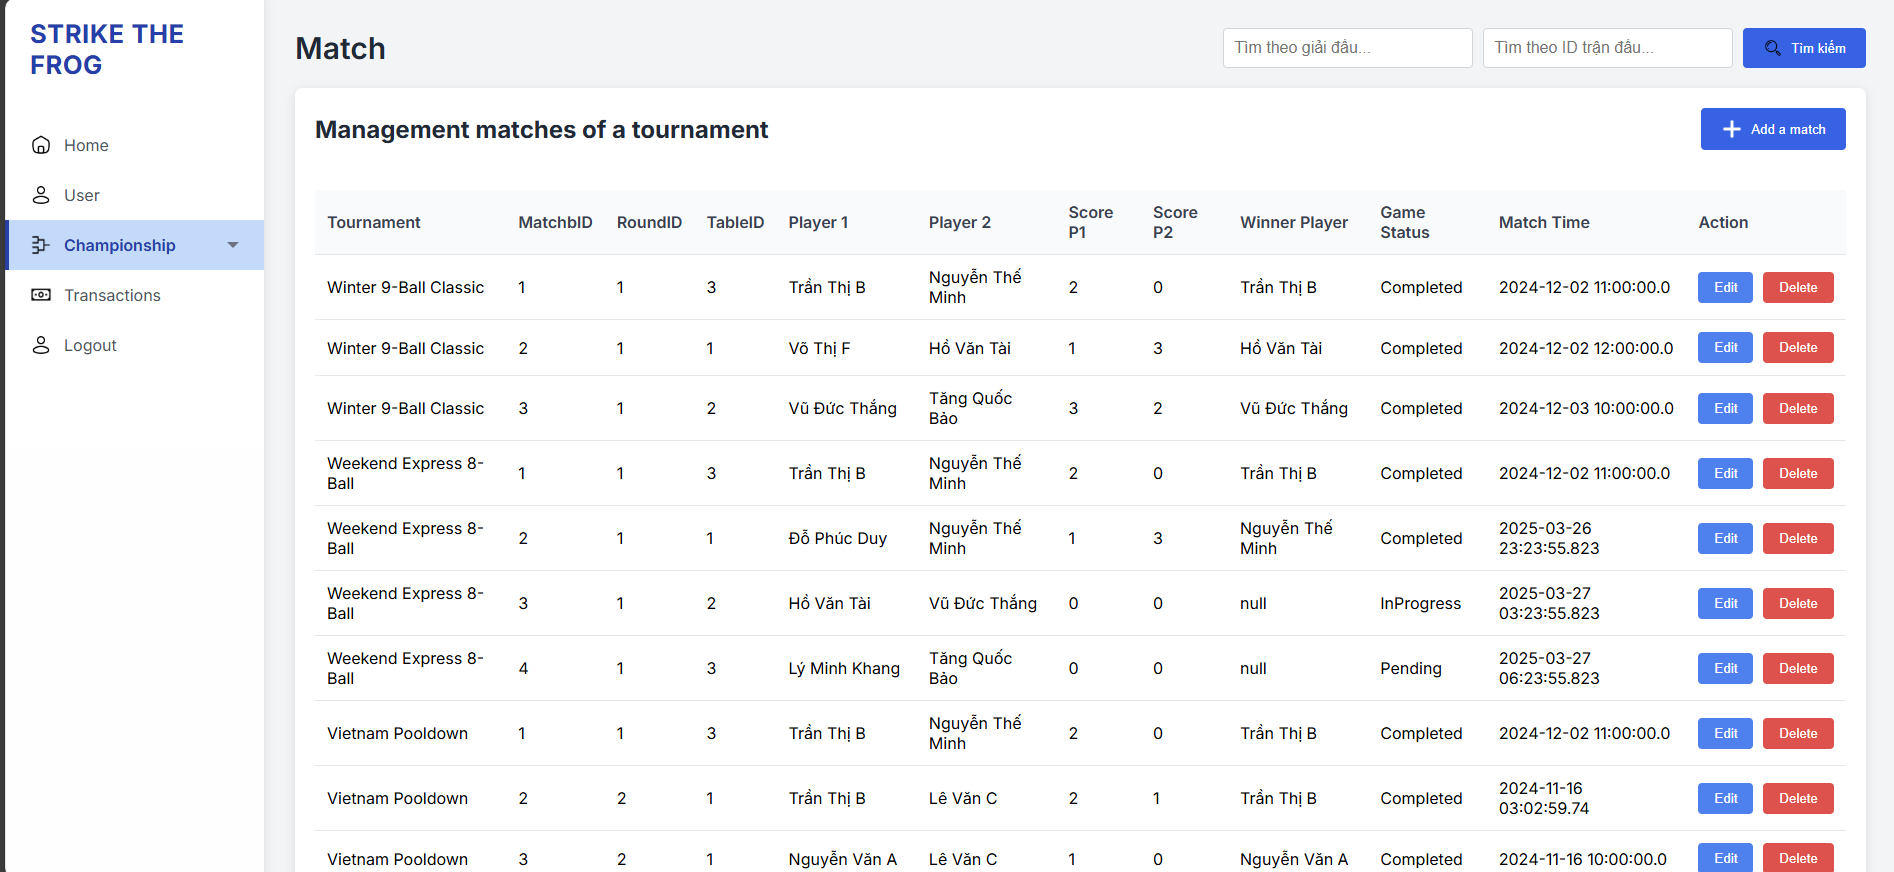 STRIKE THE
FROG
Home
User
Championship
Transactions
Logout
Match
Tìm theo giải đấu...
Tìm theo ID trận đấu...
Tìm kiếm
Management matches of a tournament
Add a match
Tournament MatchbID RoundID TableID Player 1 Player 2 Score P1 Score P2 Winner Player Game Status Match Time Action
Winter 9-Ball Classic 1 1 3 Trần Thị B Nguyễn Thế Minh 2 0 Trần Thị B Completed 2024-12-02 11:00:00.0 Edit Delete
Winter 9-Ball Classic 2 1 1 Võ Thị F Hồ Văn Tài 1 3 Hồ Văn Tài Completed 2024-12-02 12:00:00.0 Edit Delete
Winter 9-Ball Classic 3 1 2 Vũ Đức Thắng Tăng Quốc Bảo 3 2 Vũ Đức Thắng Completed 2024-12-03 10:00:00.0 Edit Delete
Weekend Express 8-Ball 1 1 3 Trần Thị B Nguyễn Thế Minh 2 0 Trần Thị B Completed 2024-12-02 11:00:00.0 Edit Delete
Weekend Express 8-Ball 2 1 1 Đỗ Phúc Duy Nguyễn Thế Minh 1 3 Nguyễn Thế Minh Completed 2025-03-26 23:23:55.823 Edit Delete
Weekend Express 8-Ball 3 1 2 Hồ Văn Tài Vũ Đức Thắng 0 0 null InProgress 2025-03-27 03:23:55.823 Edit Delete
Weekend Express 8-Ball 4 1 3 Lý Minh Khang Tăng Quốc Bảo 0 0 null Pending 2025-03-27 06:23:55.823 Edit Delete
Vietnam Pooldown 1 1 3 Trần Thị B Nguyễn Thế Minh 2 0 Trần Thị B Completed 2024-12-02 11:00:00.0 Edit Delete
Vietnam Pooldown 2 2 1 Trần Thị B Lê Văn C 2 1 Trần Thị B Completed 2024-11-16 03:02:59.74 Edit Delete
Vietnam Pooldown 3 2 1 Nguyễn Văn A Lê Văn C 1 0 Nguyễn Văn A Completed 2024-11-16 10:00:00.0 Edit Delete